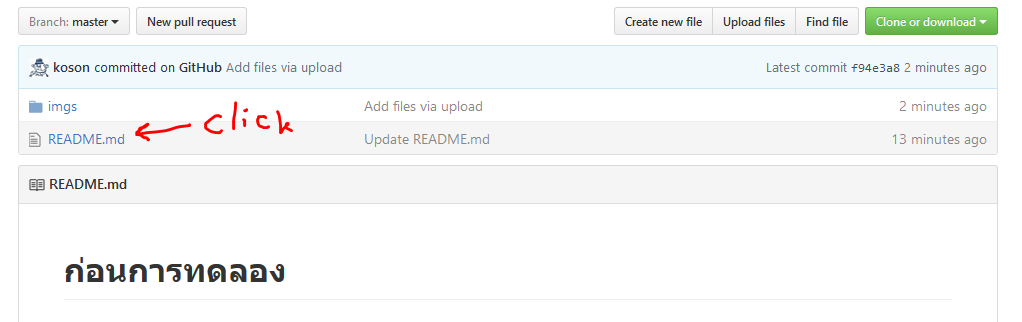 Branch: master New pull request Create new file Upload files Find file Clone or download
koson committed on GitHub Add files via upload Latest commit f94e3a8 2 minutes ago
imgs Add files via upload 2 minutes ago
README.md click Update README.md 13 minutes ago
README.md
ก่อนการทดลอง